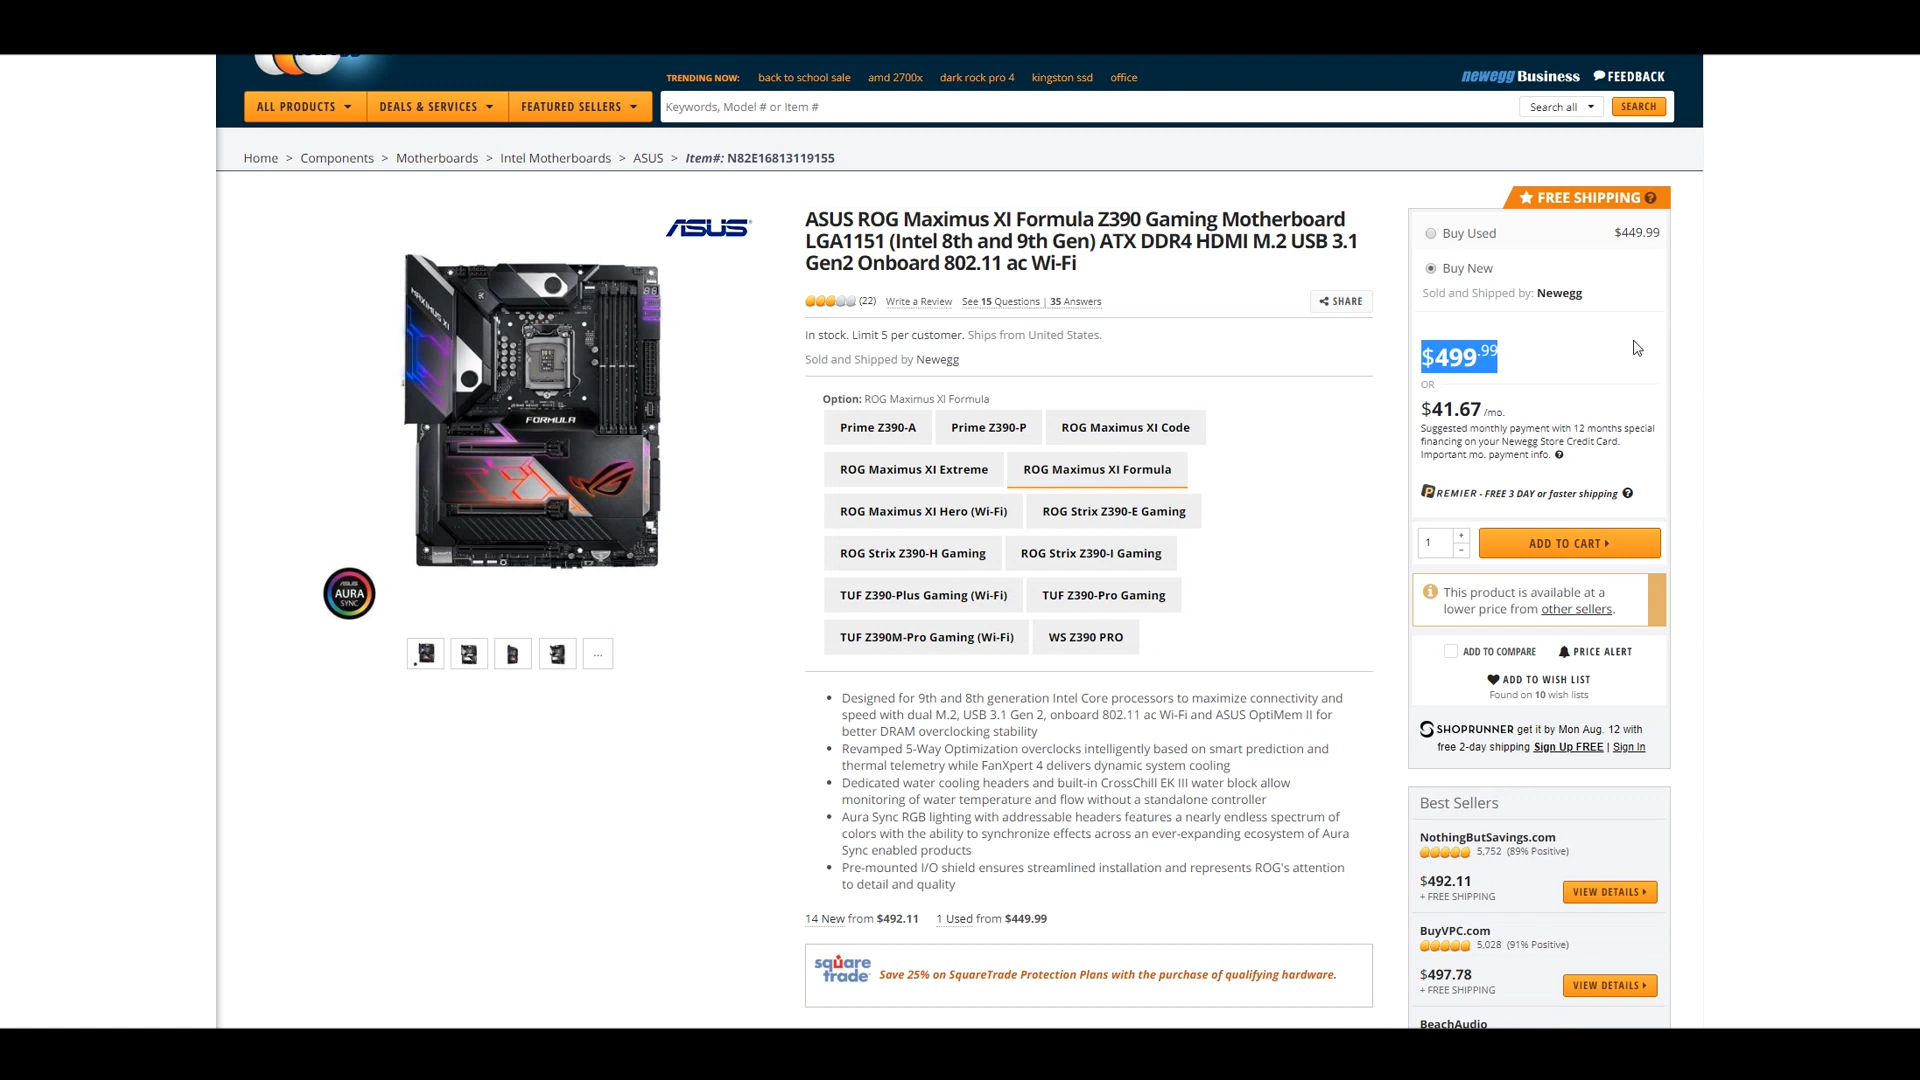 TRENDING NOW: back to school sale amd 2700x dark rock pro 4 kingston ssd office
newegg Business FEEDBACK
ALL PRODUCTS DEALS & SERVICES FEATURED SELLERS Keywords, Model # or Item # Search all SEARCH
Home > Components > Motherboards > Intel Motherboards > ASUS > Item#: N82E16813119155
ASUS
MAXIMUS XI
FORMULA
ASUS
AURA
SYNC
...
ASUS ROG Maximus XI Formula Z390 Gaming Motherboard
LGA1151 (Intel 8th and 9th Gen) ATX DDR4 HDMI M.2 USB 3.1
Gen2 Onboard 802.11 ac Wi-Fi
(22) Write a Review See 15 Questions | 35 Answers SHARE
In stock. Limit 5 per customer. Ships from United States.
Sold and Shipped by Newegg
Option: ROG Maximus XI Formula
Prime Z390-A Prime Z390-P ROG Maximus XI Code
ROG Maximus XI Extreme ROG Maximus XI Formula
ROG Maximus XI Hero (Wi-Fi) ROG Strix Z390-E Gaming
ROG Strix Z390-H Gaming ROG Strix Z390-I Gaming
TUF Z390-Plus Gaming (Wi-Fi) TUF Z390-Pro Gaming
TUF Z390M-Pro Gaming (Wi-Fi) WS Z390 PRO
• Designed for 9th and 8th generation Intel Core processors to maximize connectivity and
speed with dual M.2, USB 3.1 Gen 2, onboard 802.11 ac Wi-Fi and ASUS OptiMem II for
better DRAM overclocking stability
• Revamped 5-Way Optimization overclocks intelligently based on smart prediction and
thermal telemetry while FanXpert 4 delivers dynamic system cooling
• Dedicated water cooling headers and built-in CrossChill EK III water block allow
monitoring of water temperature and flow without a standalone controller
• Aura Sync RGB lighting with addressable headers features a nearly endless spectrum of
colors with the ability to synchronize effects across an ever-expanding ecosystem of Aura
Sync enabled products
• Pre-mounted I/O shield ensures streamlined installation and represents ROG's attention
to detail and quality
14 New from $492.11 1 Used from $449.99
square
trade Save 25% on SquareTrade Protection Plans with the purchase of qualifying hardware.
FREE SHIPPING ?
Buy Used $449.99
Buy New
Sold and Shipped by: Newegg
$499.99
OR
$41.67 /mo.
Suggested monthly payment with 12 months special
financing on your Newegg Store Credit Card.
Important mo. payment info. ?
PREMIER - FREE 3 DAY or faster shipping ?
1 + - ADD TO CART
This product is available at a
lower price from other sellers.
ADD TO COMPARE PRICE ALERT
ADD TO WISH LIST
Found on 10 wish lists
SHOPRUNNER get it by Mon Aug. 12 with
free 2-day shipping Sign Up FREE | Sign In
Best Sellers
NothingButSavings.com
5,752 (89% Positive)
$492.11
+ FREE SHIPPING VIEW DETAILS
BuyVPC.com
5,028 (91% Positive)
$497.78
+ FREE SHIPPING VIEW DETAILS
BeachAudio